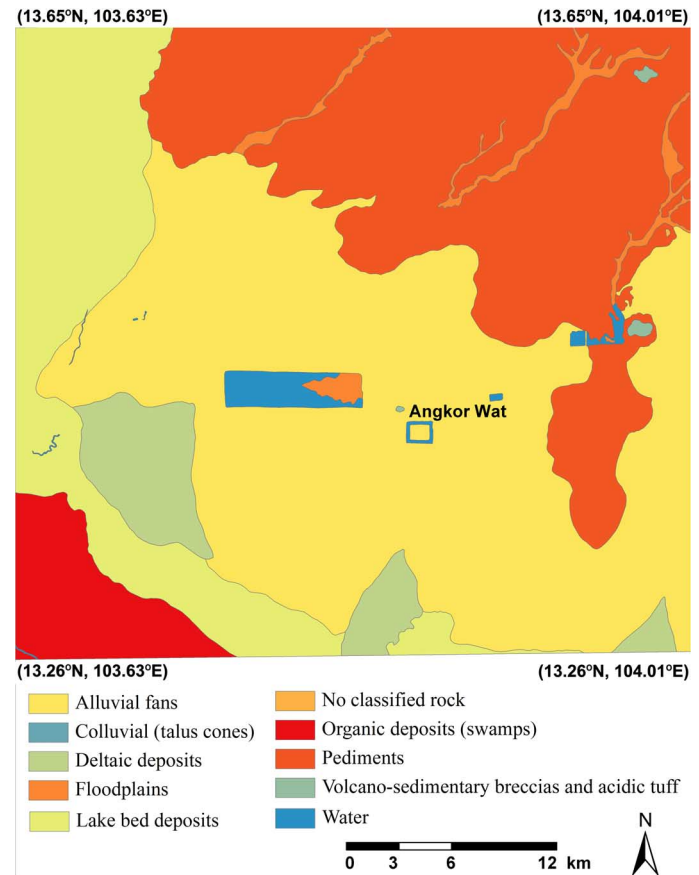 (13.65ºN, 103.63ºE) (13.65ºN, 104.01ºE)
Angkor Wat
(13.26ºN, 103.63ºE) (13.26ºN, 104.01ºE)
Alluvial fans
Colluvial (talus cones)
Deltaic deposits
Floodplains
Lake bed deposits
No classified rock
Organic deposits (swamps)
Pediments
Volcano-sedimentary breccias and acidic tuff
Water
N
0 3 6 12 km